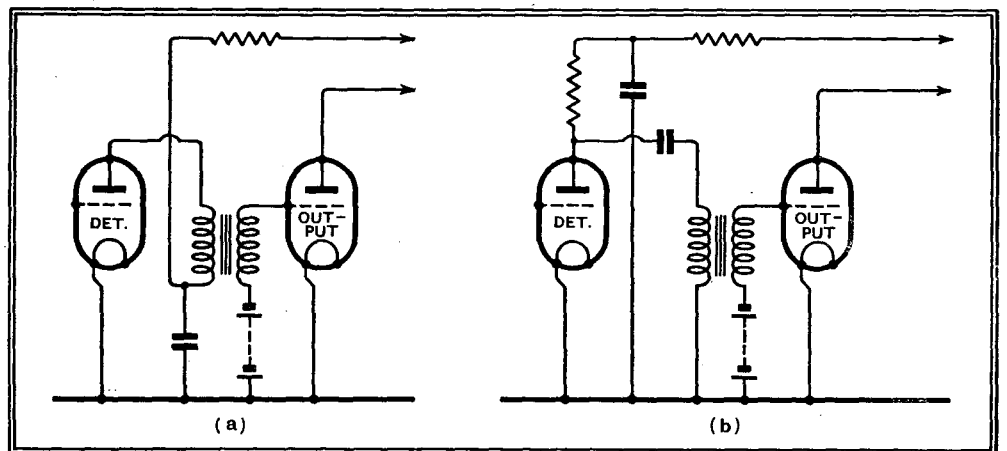 DET.
OUT-
PUT
DET.
OUT-
PUT
(a)
(b)